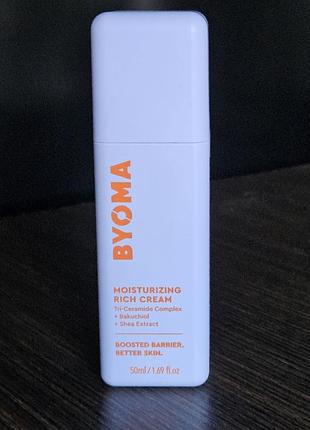 BYOMA
MOISTURIZING
RICH CREAM
Tri-Ceramide Complex
+ Bakuchiol
+ Shea Extract
BOOSTED BARRIER.
BETTER SKIN.
50ml/1.69 fl.oz